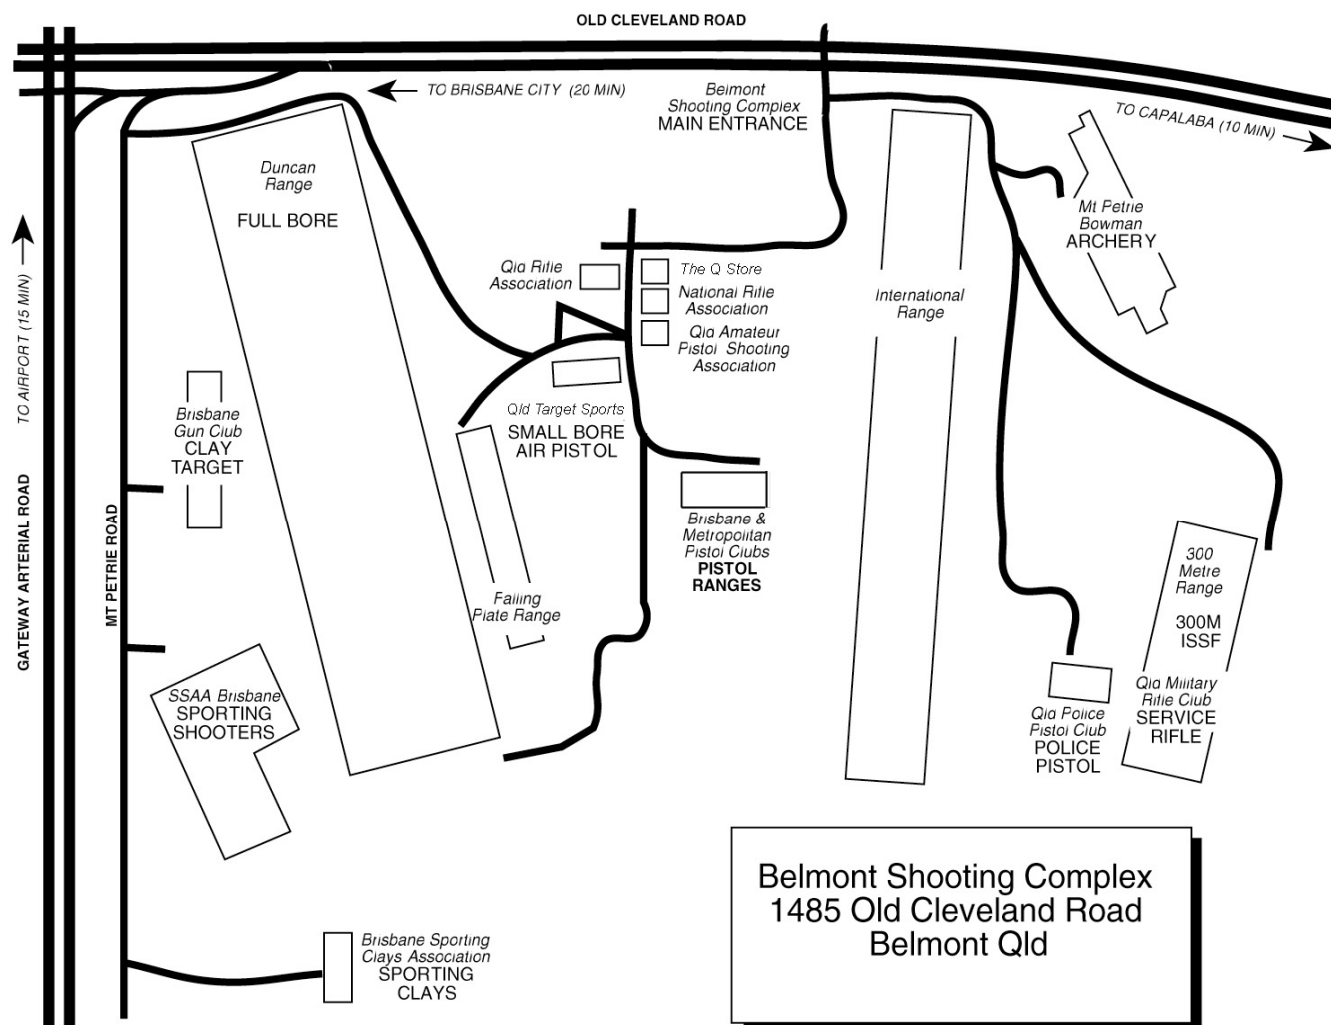 OLD CLEVELAND ROAD
TO BRISBANE CITY (20 MIN)
Belmont
Shooting Complex
MAIN ENTRANCE
TO CAPALABA (10 MIN)
Duncan
Range
FULL BORE
Mt Petrie
Bowman
ARCHERY
TO AIRPORT (15 MIN)
Qld Rifle
Association
The Q Store
National Rifle
Association
Qld Amateur
Pistol Shooting
Association
International
Range
Brisbane
Gun Club
CLAY
TARGET
Qld Target Sports
SMALL BORE
AIR PISTOL
GATEWAY ARTERIAL ROAD
MT PETRIE ROAD
Brisbane &
Metropolitan
Pistol Clubs
PISTOL
RANGES
Falling
Plate Range
300
Metre
Range
300M
ISSF
Qld Military
Rifle Club
SERVICE
RIFLE
SSAA Brisbane
SPORTING
SHOOTERS
Qld Police
Pistol Club
POLICE
PISTOL
Belmont Shooting Complex
1485 Old Cleveland Road
Belmont Qld
Brisbane Sporting
Clays Association
SPORTING
CLAYS